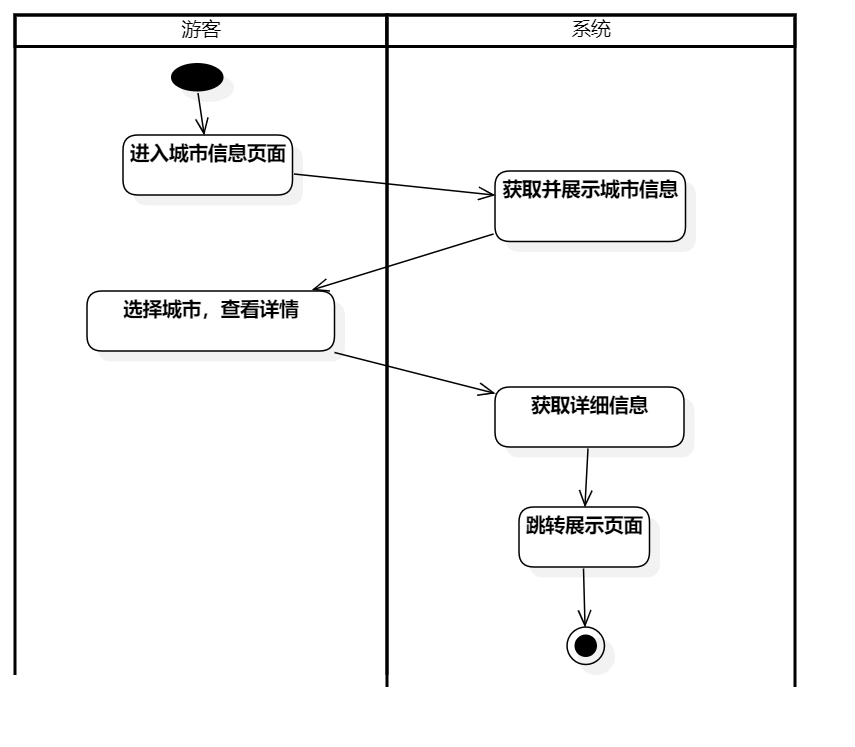 游客
系统
进入城市信息页面
获取并展示城市信息
选择城市，查看详情
获取详细信息
跳转展示页面